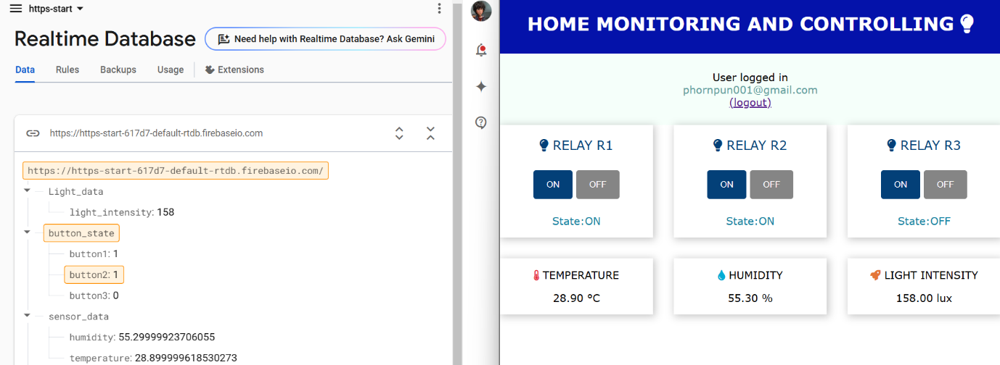 https-start
Realtime Database
Need help with Realtime Database? Ask Gemini
Data Rules Backups Usage Extensions
https://https-start-617d7-default-rtdb.firebaseio.com
https://https-start-617d7-default-rtdb.firebaseio.com/
Light_data
light_intensity: 158
button_state
button1: 1
button2: 1
button3: 0
sensor_data
humidity: 55.29999923706055
temperature: 28.899999618530273
HOME MONITORING AND CONTROLLING
User logged in
phornpun001@gmail.com
(logout)
RELAY R1
ON OFF
State:ON
RELAY R2
ON OFF
State:ON
RELAY R3
ON OFF
State:OFF
TEMPERATURE
28.90 °C
HUMIDITY
55.30 %
LIGHT INTENSITY
158.00 lux